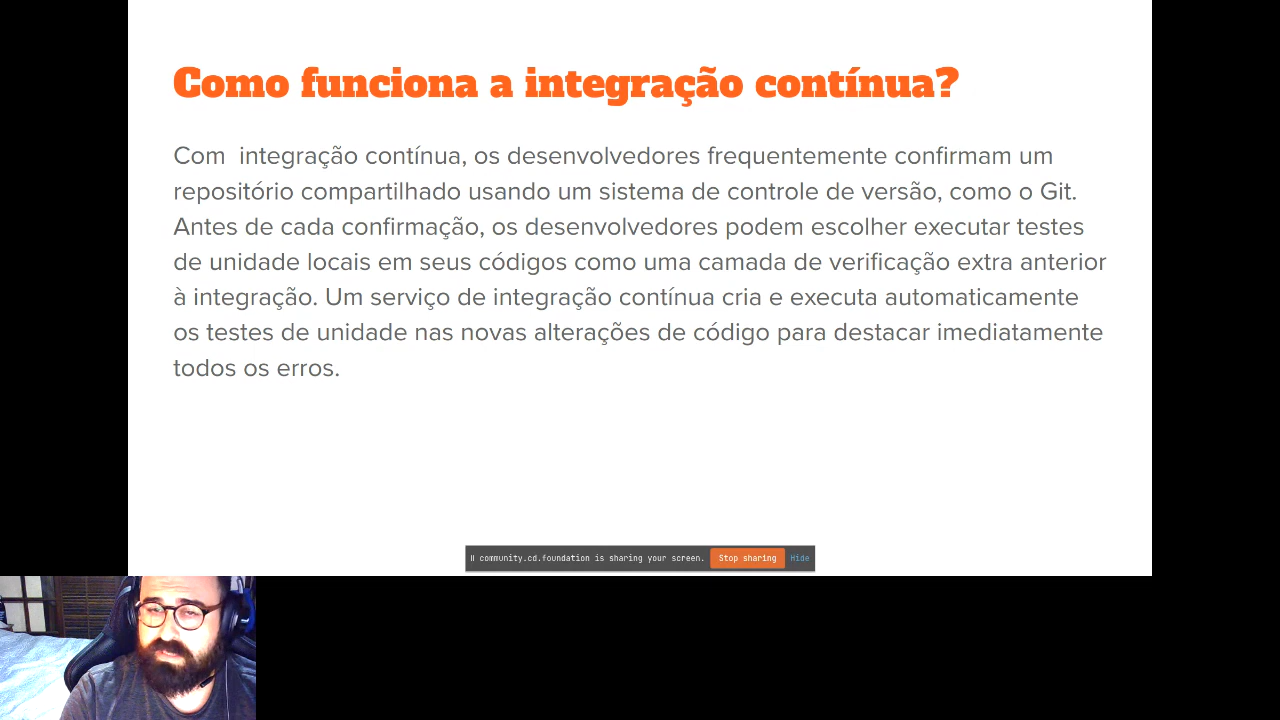 Como funciona a integração contínua?
Com  integração contínua, os desenvolvedores frequentemente confirmam um
repositório compartilhado usando um sistema de controle de versão, como o Git.
Antes de cada confirmação, os desenvolvedores podem escolher executar testes
de unidade locais em seus códigos como uma camada de verificação extra anterior
à integração. Um serviço de integração contínua cria e executa automaticamente
os testes de unidade nas novas alterações de código para destacar imediatamente
todos os erros.
community.cd.foundation is sharing your screen. Stop sharing Hide